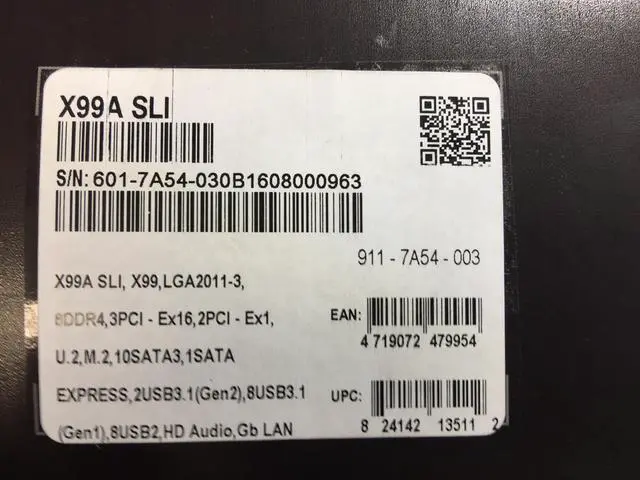 X99A SLI
S/N: 601-7A54-030B1608000963
911 - 7A54 - 003
X99A SLI, X99,LGA2011-3,
8DDR4,3PCI - Ex16,2PCI - Ex1,
EAN:
4 719072 479954
U.2,M.2,10SATA3,1SATA
EXPRESS,2USB3.1(Gen2),8USB3.1
UPC:
(Gen1),8USB2,HD Audio,Gb LAN
8 24142 13511 2